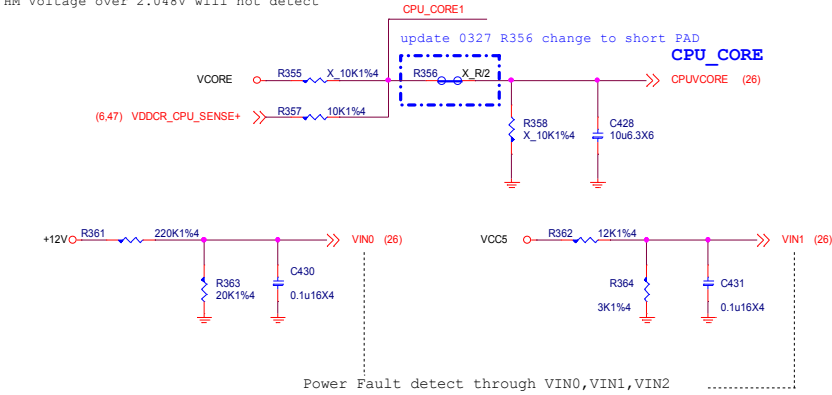 HM voltage over 2.048v will not detect
CPU_CORE1
update 0327 R356 change to short PAD
CPU_CORE
VCORE R355 X_10K1%4 R356 X_R/2 CPUVCORE (26)
(6,47) VDDCR_CPU_SENSE+ R357 10K1%4
R358 C428
X_10K1%4 10u6.3X6
+12V R361 220K1%4 VIN0 (26) VCC5 R362 12K1%4 VIN1 (26)
R363 C430 R364 C431
20K1%4 0.1u16X4 3K1%4 0.1u16X4
Power Fault detect through VIN0,VIN1,VIN2